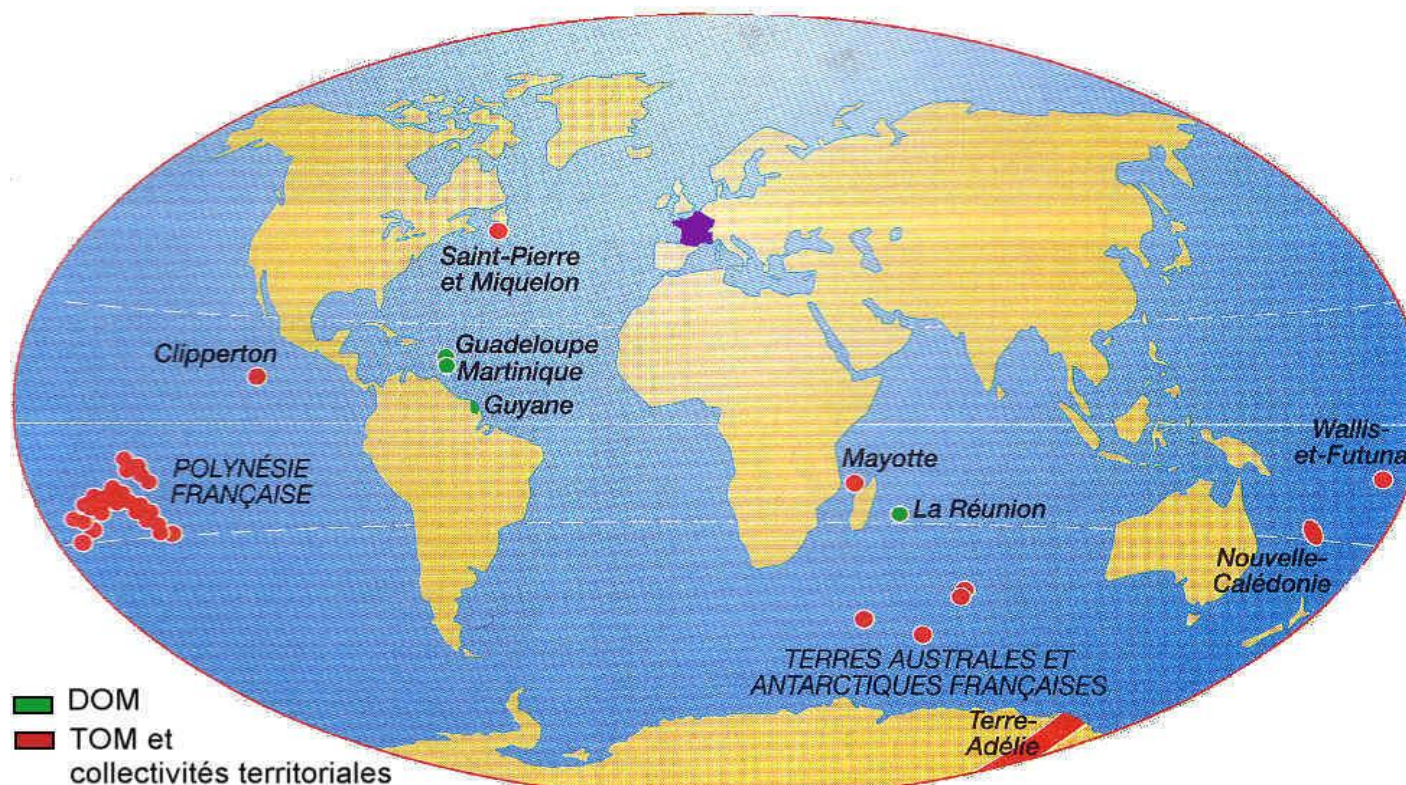 Saint-Pierre
et Miquelon
Clipperton
Guadeloupe
Martinique
Guyane
POLYNÉSIE
FRANÇAISE
Mayotte
La Réunion
Wallis-
et-Futuna
Nouvelle-
Calédonie
TERRES AUSTRALES ET
ANTARCTIQUES FRANÇAISES
Terre-
Adélie
DOM
TOM et
collectivités territoriales